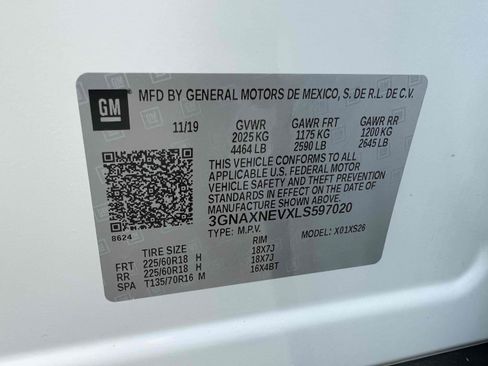 GM
MFD BY GENERAL MOTORS DE MEXICO, S. DE R.L. DE C.V.
11/19 GVWR GAWR FRT GAWR RR
2025 KG 1175 KG 1200 KG
4464 LB 2590 LB 2645 LB
THIS VEHICLE CONFORMS TO ALL
APPLICABLE U.S. FEDERAL MOTOR
VEHICLE SAFETY AND THEFT PREVENTION
STANDARDS IN EFFECT ON THE DATE OF
MANUFACTURE SHOWN ABOVE.
3GNAXNEVXLS597020
8624
TYPE: M.P.V. MODEL: X01XS26
TIRE SIZE RIM
FRT 225/60R18 H 18X7J
RR 225/60R18 H 18X7J
SPA T135/70R16 M 16X4BT